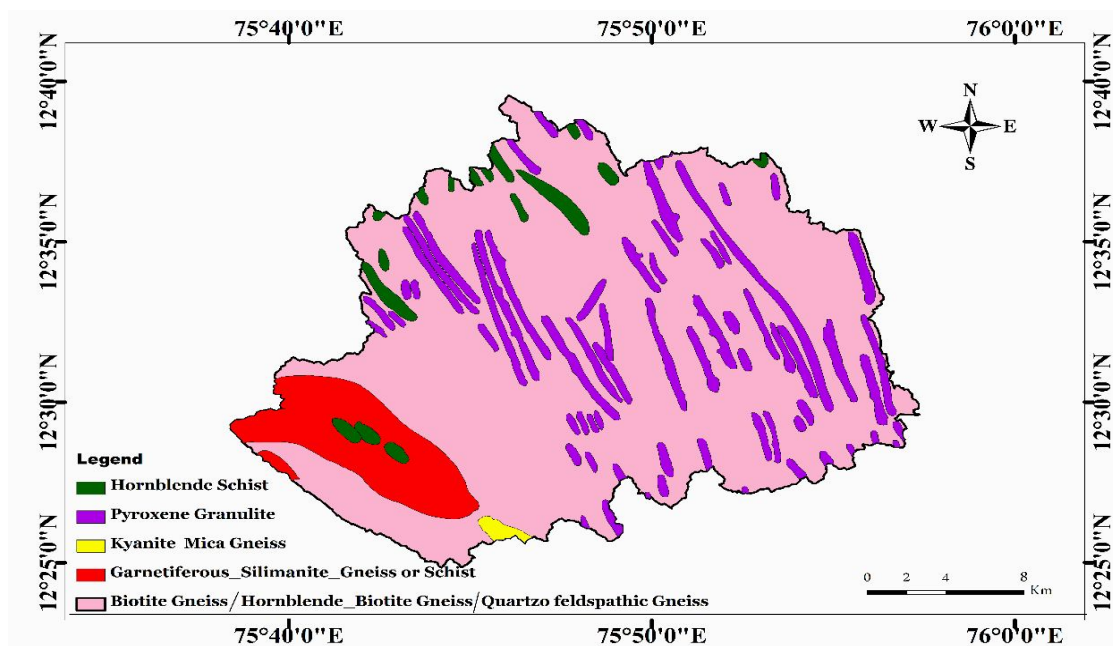 75°40'0"E 75°50'0"E 76°0'0"E
12°40'0"N 12°40'0"N
N
W E
S
12°35'0"N 12°35'0"N
12°30'0"N 12°30'0"N
Legend
Hornblende Schist
Pyroxene Granulite
Kyanite Mica Gneiss
12°25'0"N 12°25'0"N
Garnetiferous_Silimanite_Gneiss or Schist
0 2 4 8
Km
Biotite Gneiss/Hornblende_Biotite Gneiss/Quartzo feldspathic Gneiss
75°40'0"E 75°50'0"E 76°0'0"E